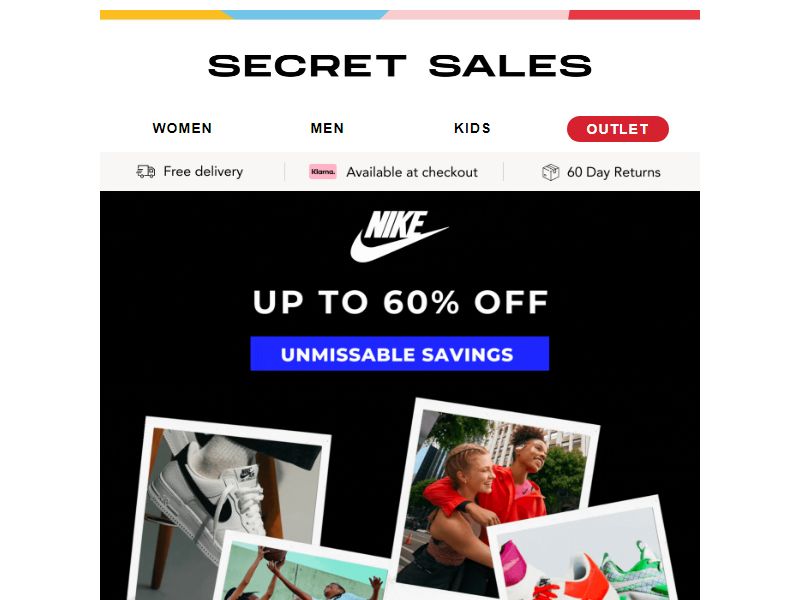 SECRET SALES
WOMEN MEN KIDS OUTLET
Free delivery Klarna. Available at checkout 60 Day Returns
NIKE
UP TO 60% OFF
UNMISSABLE SAVINGS